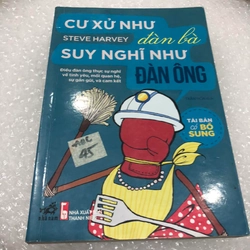 CƯ XỬ NHƯ đàn bà
STEVE HARVEY
SUY NGHĨ NHƯ
ĐÀN ÔNG
Điều đàn ông thực sự nghĩ
về tình yêu, mối quan hệ,
sự gần gũi, và cam kết
TÁI BẢN
CÓ BỔ
SUNG
45
NHÀ XUẤT BẢN
THANH NIÊN